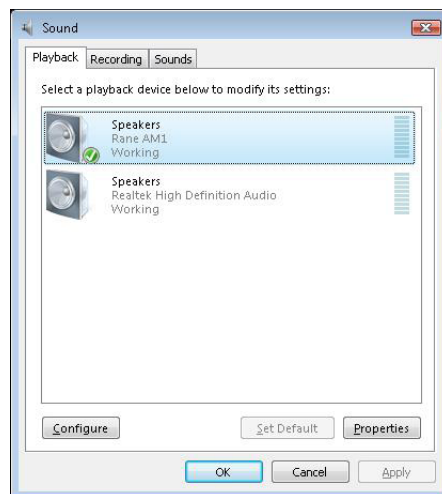 Sound
Playback Recording Sounds
Select a playback device below to modify its settings:
Speakers
Rane AM1
Working
Speakers
Realtek High Definition Audio
Working
Configure Set Default Properties
OK Cancel Apply